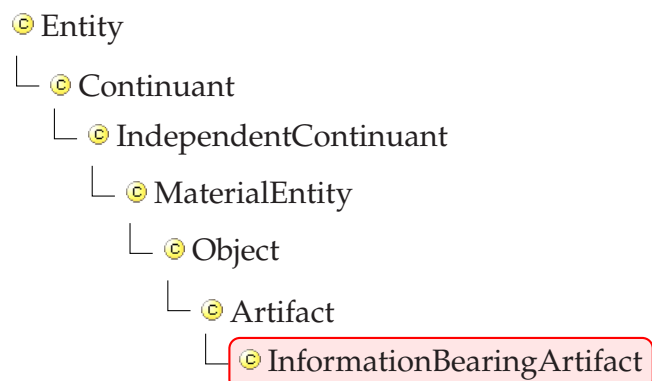 C Entity
C Continuant
C IndependentContinuant
C MaterialEntity
C Object
C Artifact
C InformationBearingArtifact